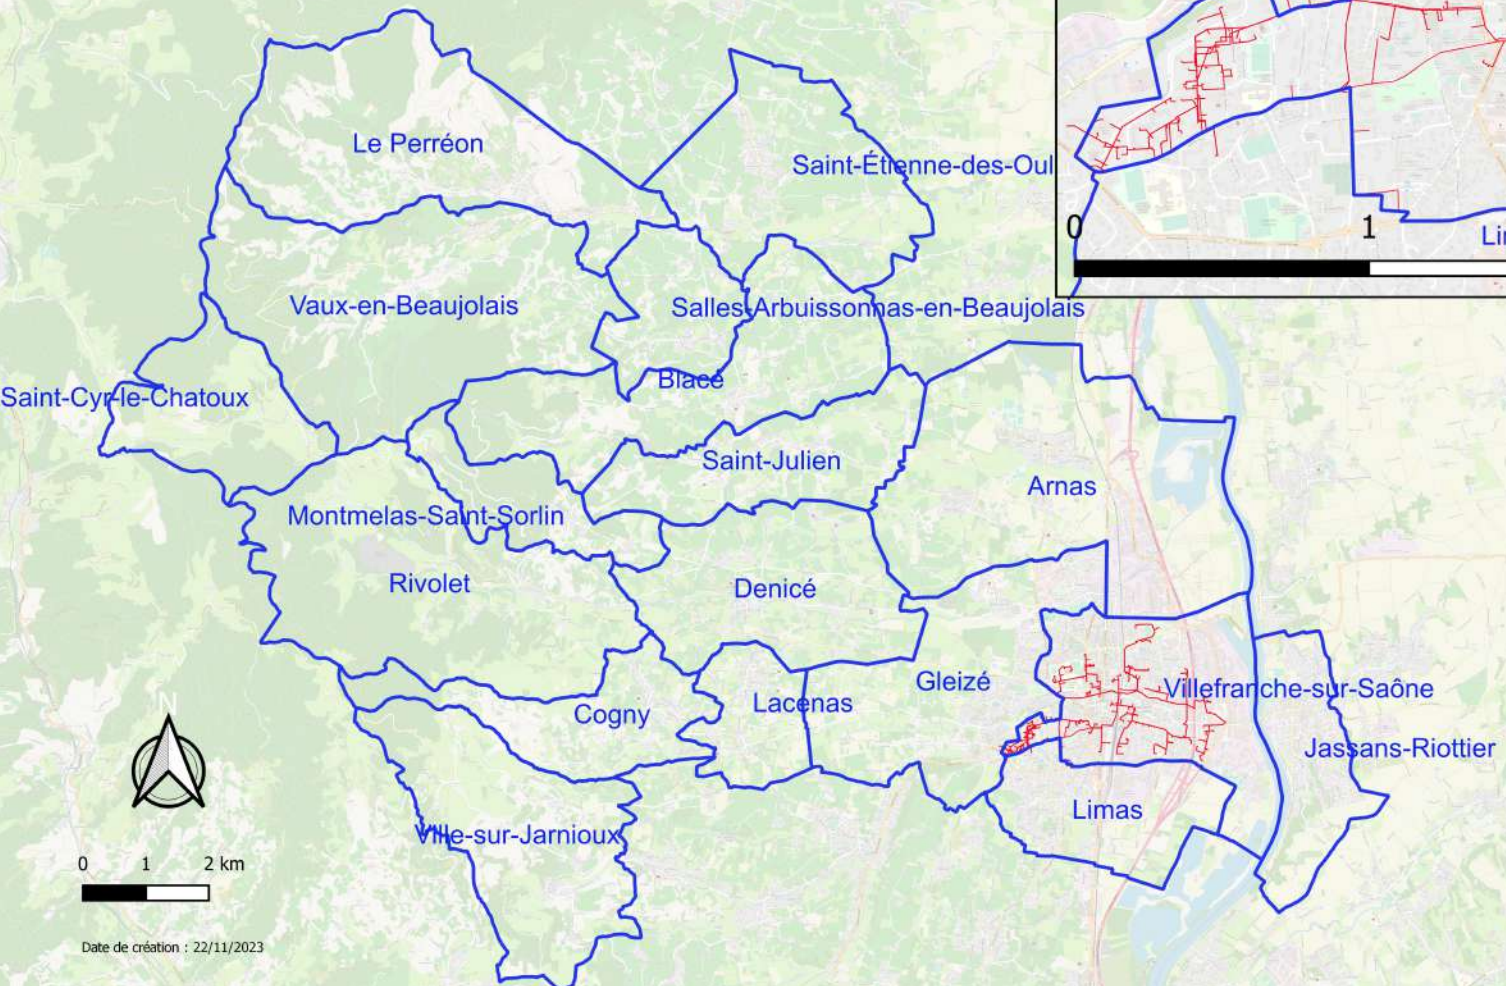 Le Perréon
Saint-Étienne-des-Oul
0
1
Vaux-en-Beaujolais
Salles-Arbuissonnas-en-Beaujolais
Blacé
Saint-Cyr-le-Chatoux
Saint-Julien
Arnas
Montmelas-Saint-Sorlin
Rivolet
Denicé
Gleizé
Villefranche-sur-Saône
Lacenas
Cogny
N
Jassans-Riottier
Limas
Ville-sur-Jarnioux
0 1 2 km
Date de création : 22/11/2023